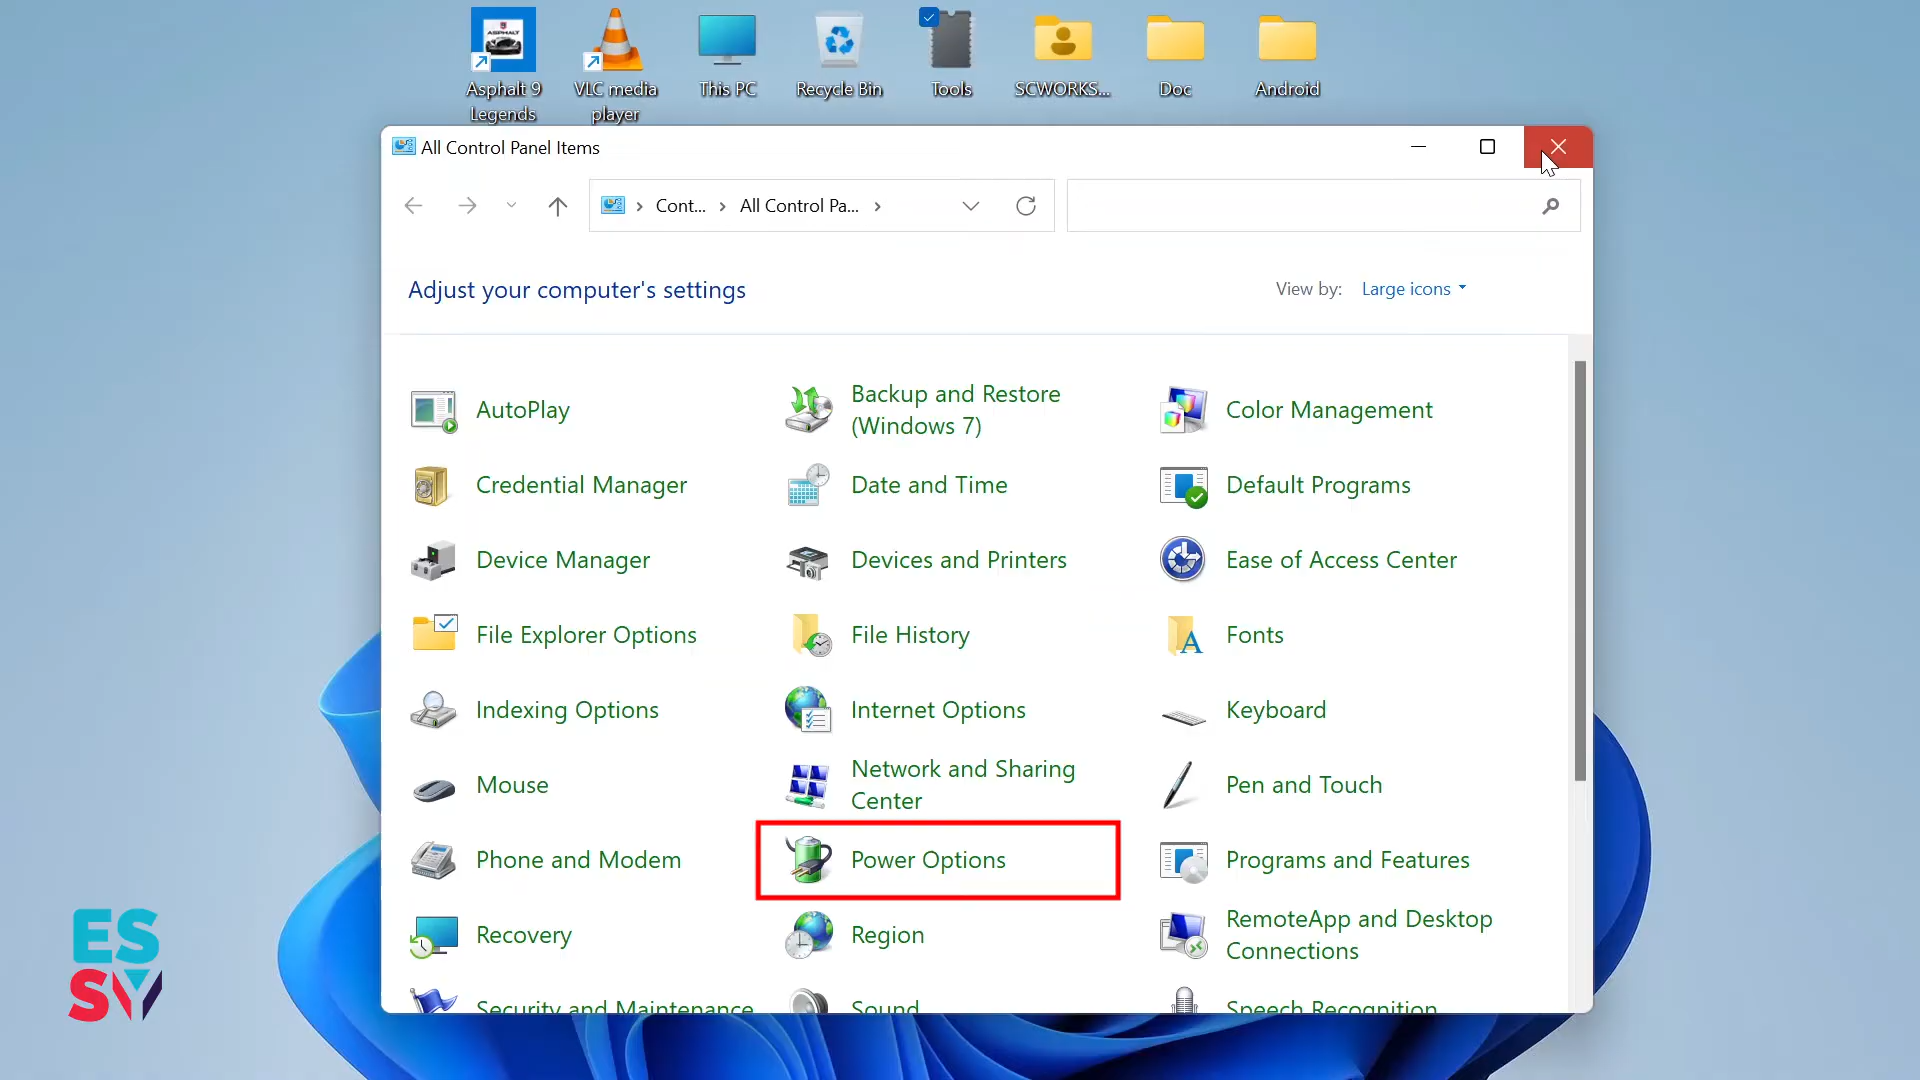 Asphalt 9
Legends
VLC media
player
This PC
Recycle Bin
Tools
SCWORKS...
Doc
Android
All Control Panel Items
Cont...
All Control Pa...
Adjust your computer's settings
View by: Large icons
AutoPlay
Backup and Restore
(Windows 7)
Color Management
Credential Manager
Date and Time
Default Programs
Device Manager
Devices and Printers
Ease of Access Center
File Explorer Options
File History
Fonts
Indexing Options
Internet Options
Keyboard
Mouse
Network and Sharing
Center
Pen and Touch
Phone and Modem
Power Options
Programs and Features
Recovery
Region
RemoteApp and Desktop
Connections
Security and Maintenance
Sound
Speech Recognition
ES
SY